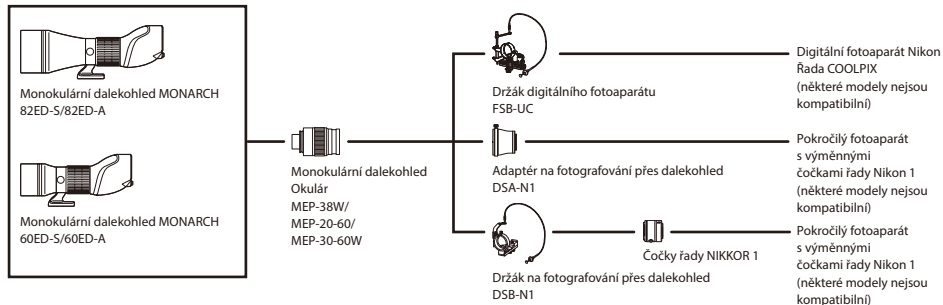 Monokulární dalekohled MONARCH
82ED-S/82ED-A
Monokulární dalekohled MONARCH
60ED-S/60ED-A
Monokulární dalekohled
Okulár
MEP-38W/
MEP-20-60/
MEP-30-60W
Držák digitálního fotoaparátu
FSB-UC
Adaptér na fotografování přes dalekohled
DSA-N1
Držák na fotografování přes dalekohled
DSB-N1
Čočky řady NIKKOR 1
Digitální fotoaparát Nikon
Řada COOLPIX
(některé modely nejsou
kompatibilní)
Pokročilý fotoaparát
s výměnnými
čočkami řady Nikon 1
(některé modely nejsou
kompatibilní)
Pokročilý fotoaparát
s výměnnými
čočkami řady Nikon 1
(některé modely nejsou
kompatibilní)